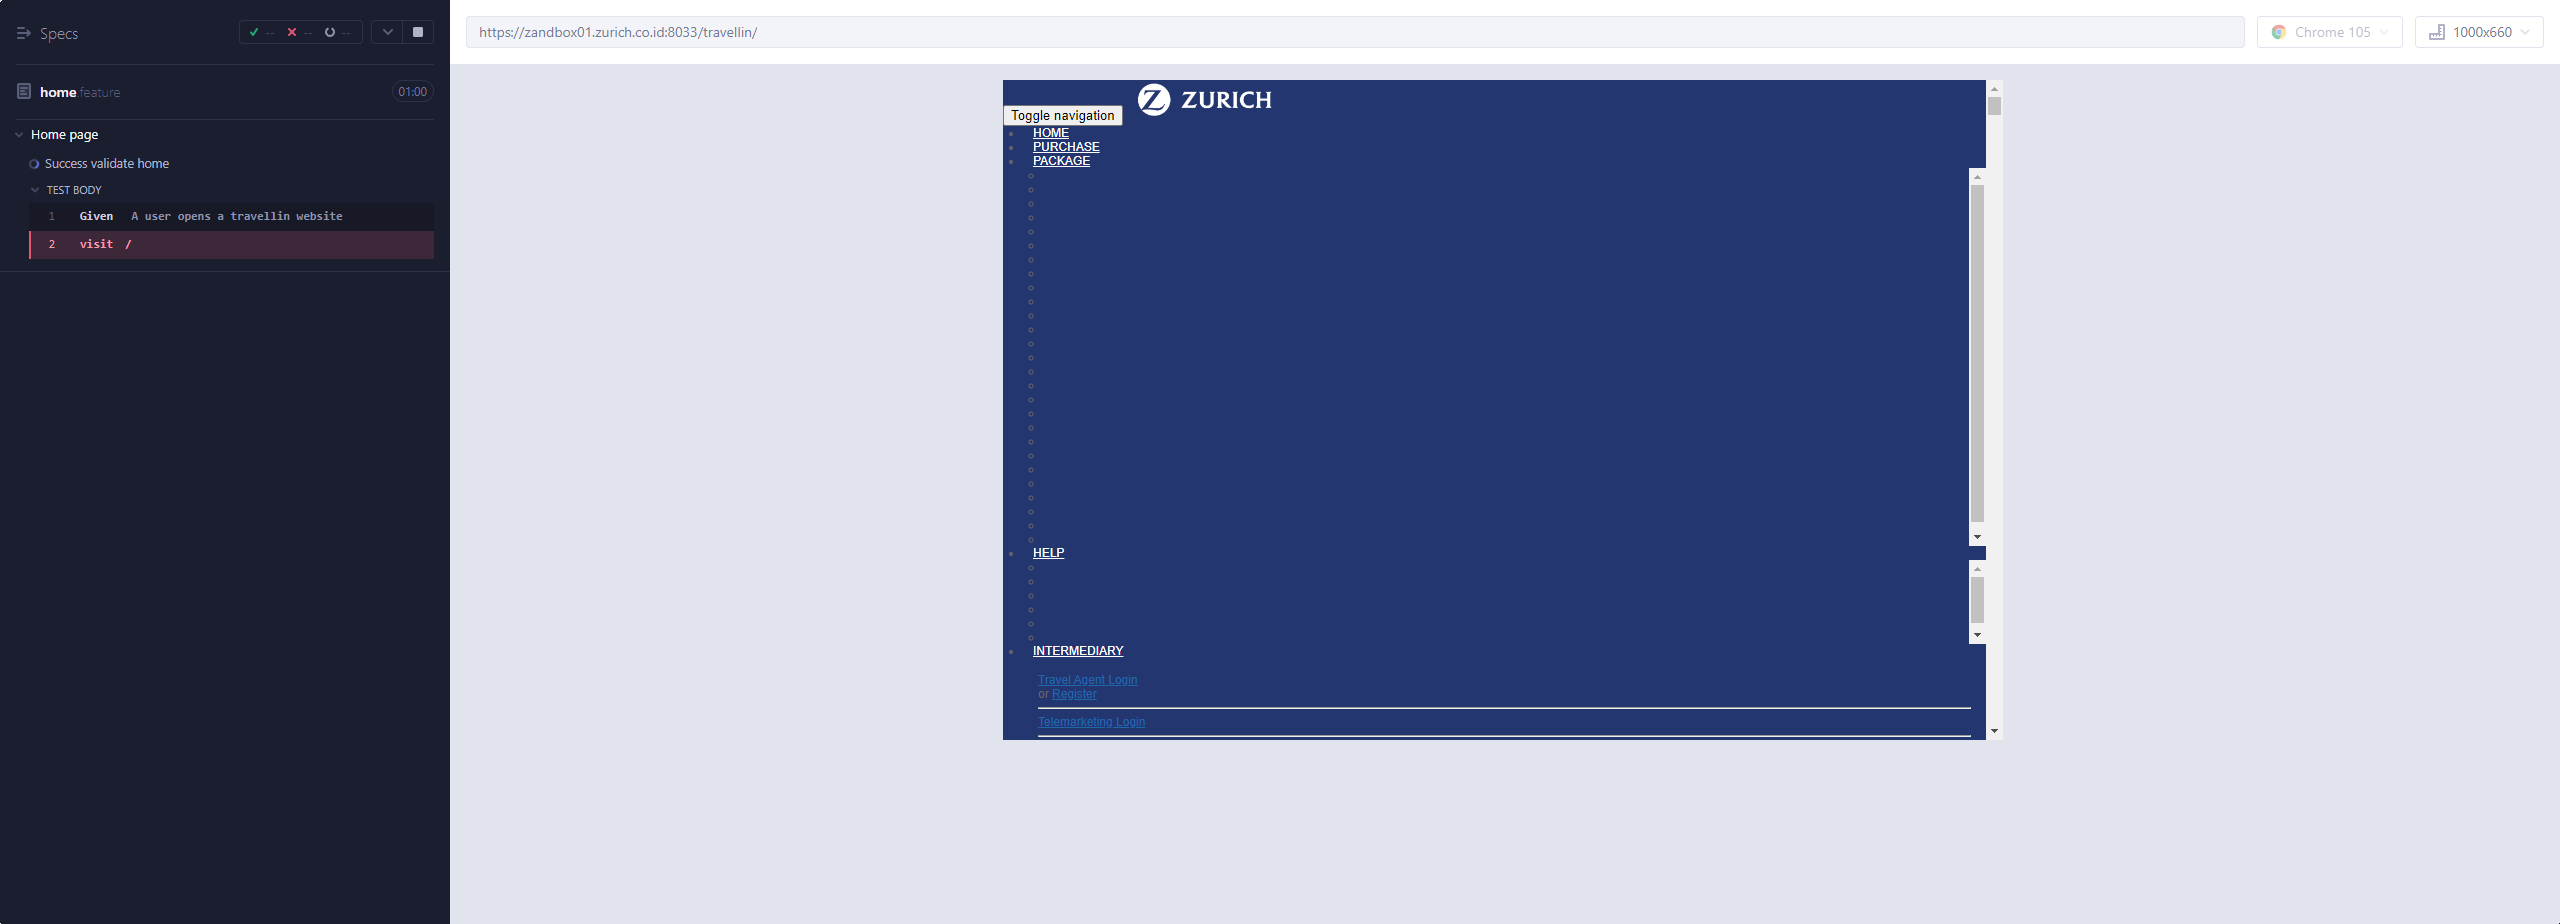 Specs
-- -- --
home.feature
01:00
Home page
Success validate home
TEST BODY
1 Given A user opens a travellin website
2 visit /
https://zandbox01.zurich.co.id:8033/travellin/
Chrome 105
1000x660
ZURICH
Toggle navigation
HOME
PURCHASE
PACKAGE
HELP
INTERMEDIARY
Travel Agent Login
or Register
Telemarketing Login